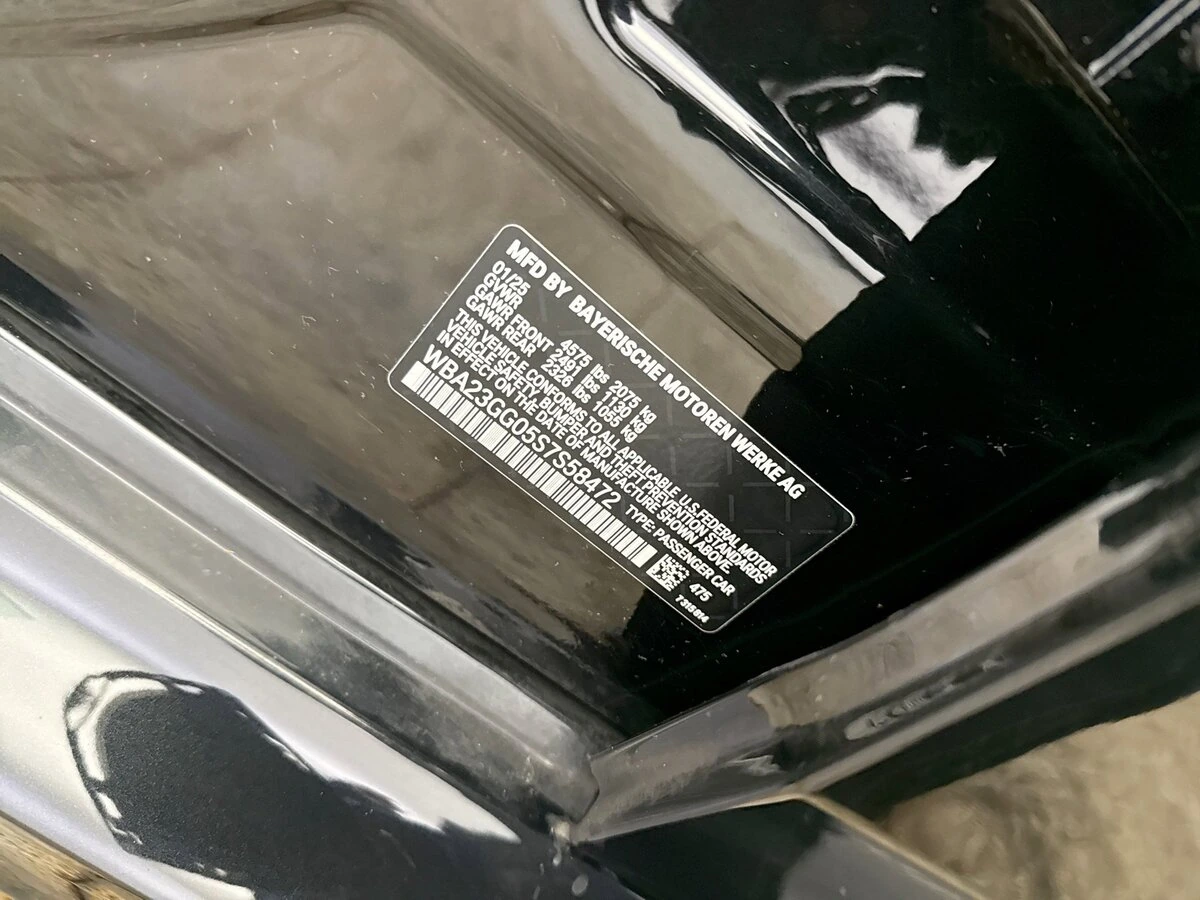 MFD BY BAYERISCHE MOTOREN WERKE AG
01/25
GVWR 4575 lbs 2075 kg
GAWR FRONT 2491 lbs 1130 kg
GAWR REAR 2326 lbs 1055 kg
THIS VEHICLE CONFORMS TO ALL APPLICABLE U.S. FEDERAL MOTOR
VEHICLE SAFETY, BUMPER AND THEFT PREVENTION STANDARDS
IN EFFECT ON THE DATE OF MANUFACTURE SHOWN ABOVE.
WBA23GG05S7S58472 TYPE: PASSENGER CAR
475
7315614